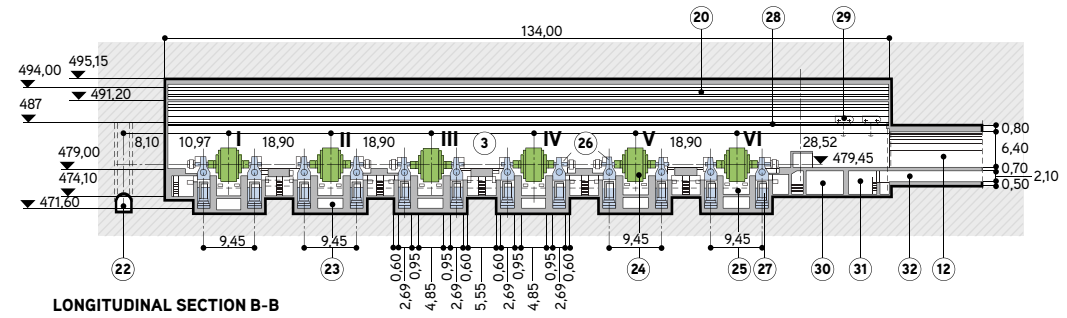 20 28 29
134,00
495,15
494,00
491,20
487
8,10 10,97 I 18,90 II 18,90 III 3 IV 26 V 18,90 VI 28,52
0,80
6,40
479,00
479,45
0,70
2,10
474,10
0,50
471,60
9,45 9,45 9,45 9,45
22 23 24 25 27 30 31 32 12
0,60 2,69 0,95 4,85 0,95 2,69 0,60 5,55 0,60 2,69 0,95 4,85 0,95 2,69 0,60
LONGITUDINAL SECTION B-B